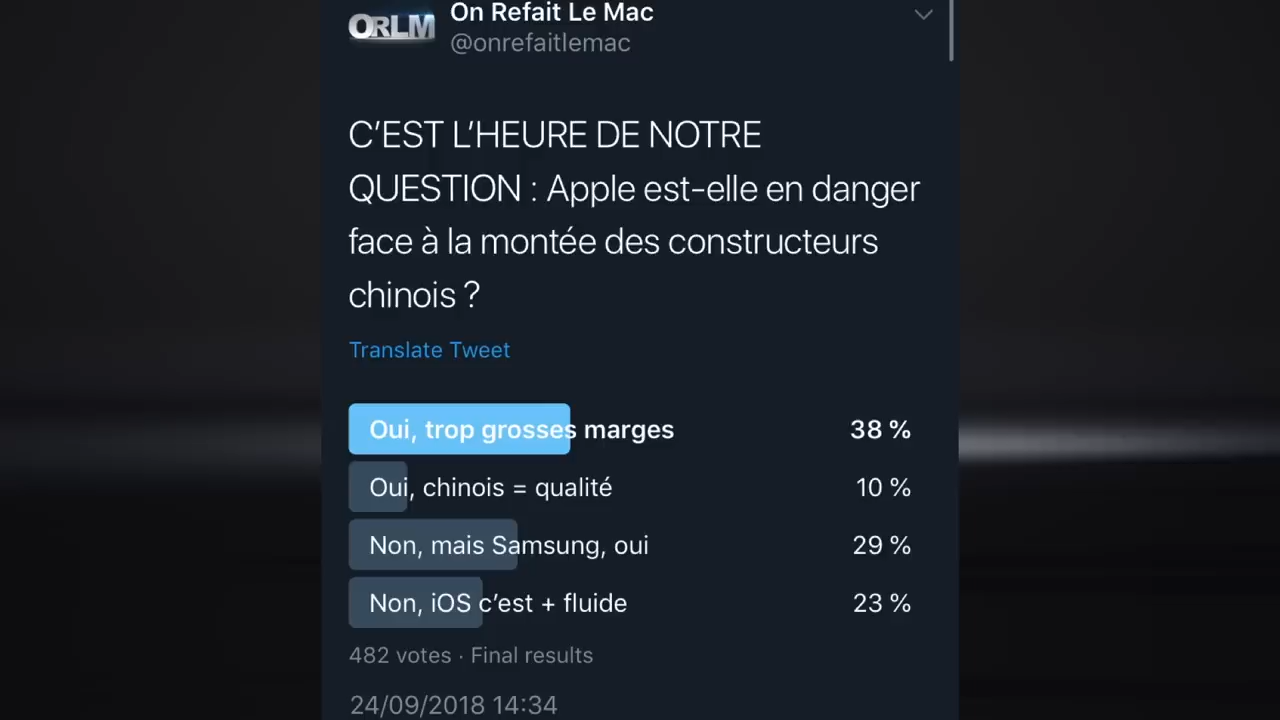 ORLM
On Refait Le Mac
@onrefaitlemac
C’EST L’HEURE DE NOTRE
QUESTION : Apple est-elle en danger
face à la montée des constructeurs
chinois ?
Translate Tweet
Oui, trop grosses marges 38 %
Oui, chinois = qualité 10 %
Non, mais Samsung, oui 29 %
Non, iOS c’est + fluide 23 %
482 votes · Final results
24/09/2018 14:34